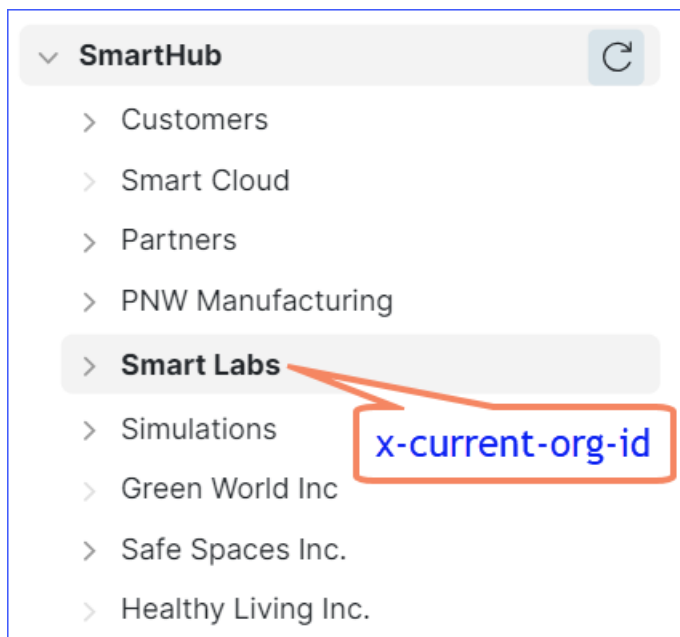 SmartHub
Customers
Smart Cloud
Partners
PNW Manufacturing
Smart Labs
Simulations
x-current-org-id
Green World Inc
Safe Spaces Inc.
Healthy Living Inc.